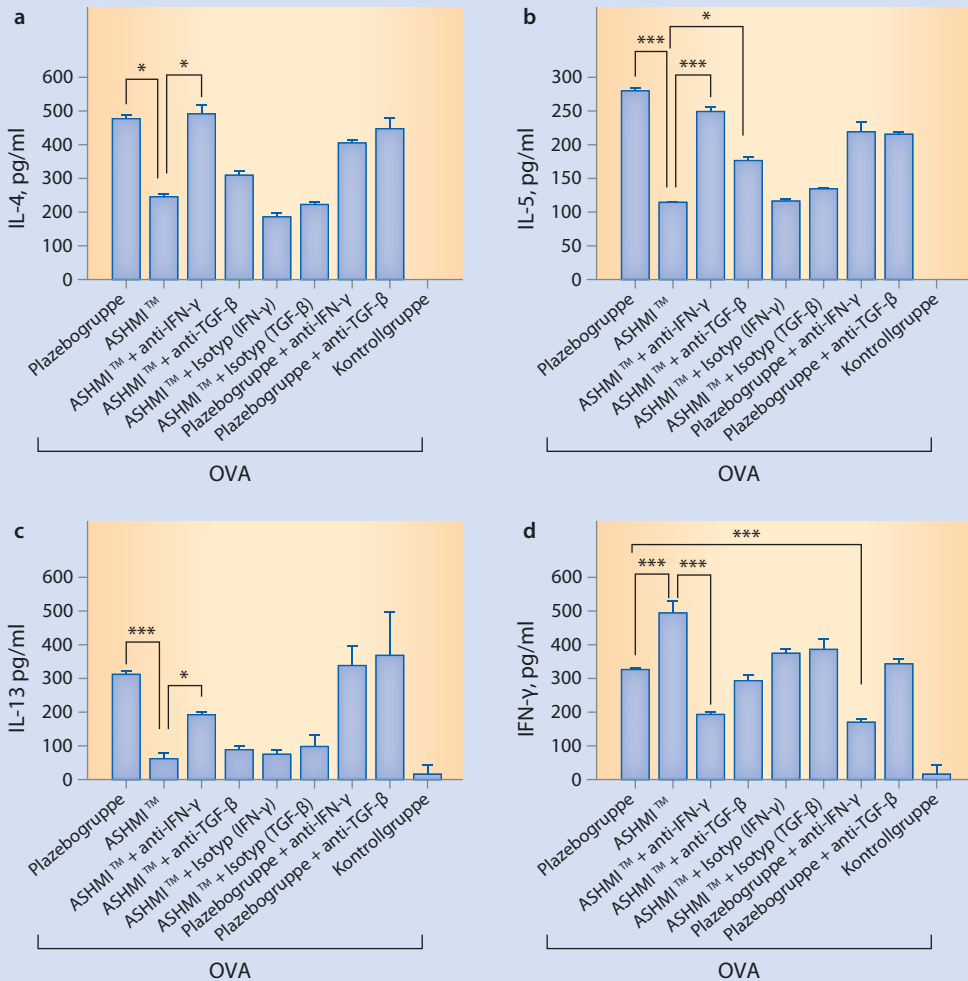 a
IL-4, pg/ml
600
500
400
300
200
100
0
*
*
Plazebogruppe
ASHMI™
ASHMI™ + anti-IFN-γ
ASHMI™ + anti-TGF-β
ASHMI™ + Isotyp (IFN-γ)
ASHMI™ + Isotyp (TGF-β)
Plazebogruppe + anti-IFN-γ
Plazebogruppe + anti-TGF-β
Kontrollgruppe
OVA
b
IL-5, pg/ml
300
250
200
150
100
50
0
*
***
***
Plazebogruppe
ASHMI™
ASHMI™ + anti-IFN-γ
ASHMI™ + anti-TGF-β
ASHMI™ + Isotyp (IFN-γ)
ASHMI™ + Isotyp (TGF-β)
Plazebogruppe + anti-IFN-γ
Plazebogruppe + anti-TGF-β
Kontrollgruppe
OVA
c
IL-13 pg/ml
600
500
400
300
200
100
0
***
*
Plazebogruppe
ASHMI™
ASHMI™ + anti-IFN-γ
ASHMI™ + anti-TGF-β
ASHMI™ + Isotyp (IFN-γ)
ASHMI™ + Isotyp (TGF-β)
Plazebogruppe + anti-IFN-γ
Plazebogruppe + anti-TGF-β
Kontrollgruppe
OVA
d
IFN-γ, pg/ml
600
500
400
300
200
100
0
***
***
***
Plazebogruppe
ASHMI™
ASHMI™ + anti-IFN-γ
ASHMI™ + anti-TGF-β
ASHMI™ + Isotyp (IFN-γ)
ASHMI™ + Isotyp (TGF-β)
Plazebogruppe + anti-IFN-γ
Plazebogruppe + anti-TGF-β
Kontrollgruppe
OVA